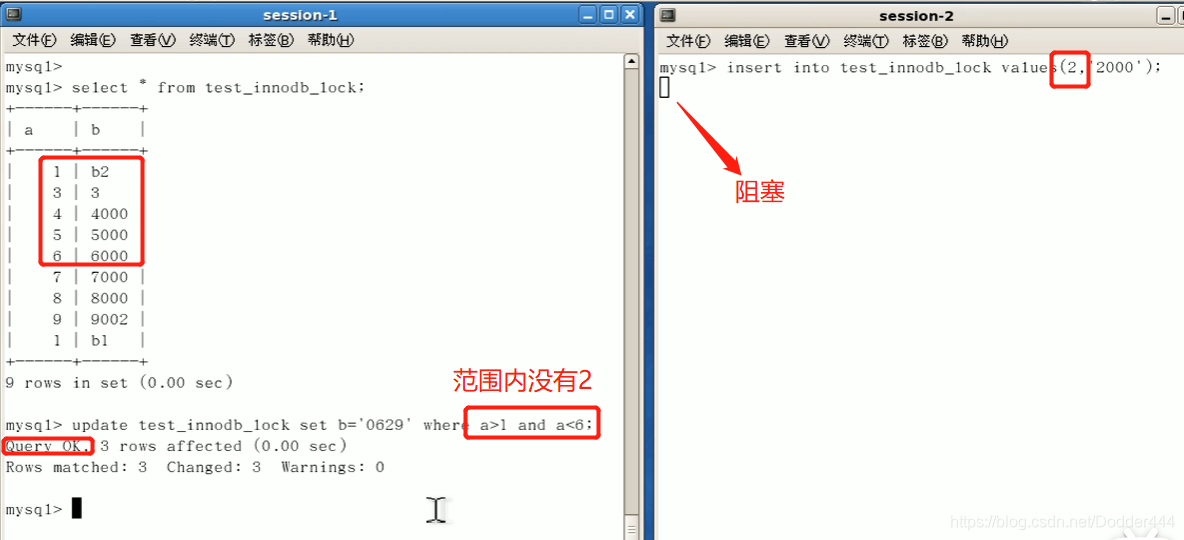 session-1
文件(F) 编辑(E) 查看(V) 终端(T) 标签(B) 帮助(H)
mysql>
mysql> select * from test_innodb_lock;
+------+------+
| a | b |
+------+------+
| 1 | b2
| 3 | 3
| 4 | 4000
| 5 | 5000
| 6 | 6000
| 7 | 7000 |
| 8 | 8000 |
| 9 | 9002 |
| 1 | b1 |
+------+------+
9 rows in set (0.00 sec)
范围内没有2
mysql> update test_innodb_lock set b='0629' where a>1 and a<6;
Query OK, 3 rows affected (0.00 sec)
Rows matched: 3 Changed: 3 Warnings: 0
mysql>
session-2
文件(F) 编辑(E) 查看(V) 终端(T) 标签(B) 帮助(H)
mysql> insert into test_innodb_lock values(2,'2000');
阻塞
https://blog.csdn.net/Dodder444